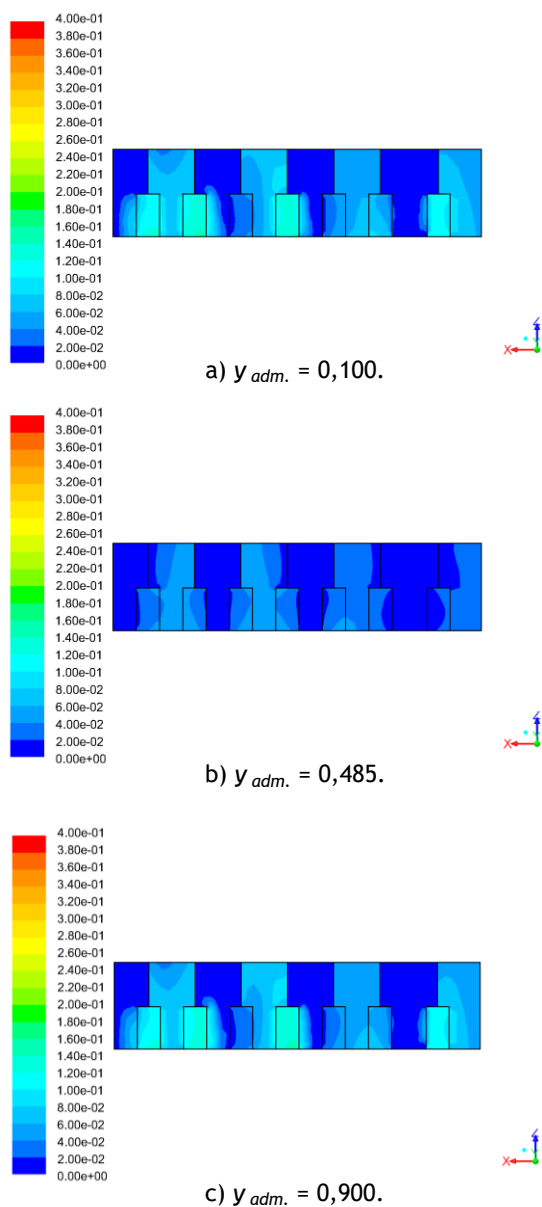 4.00e-01
3.80e-01
3.60e-01
3.40e-01
3.20e-01
3.00e-01
2.80e-01
2.60e-01
2.40e-01
2.20e-01
2.00e-01
1.80e-01
1.60e-01
1.40e-01
1.20e-01
1.00e-01
8.00e-02
6.00e-02
4.00e-02
2.00e-02
0.00e+00
Z
Y
X
a) y adm. = 0,100.
4.00e-01
3.80e-01
3.60e-01
3.40e-01
3.20e-01
3.00e-01
2.80e-01
2.60e-01
2.40e-01
2.20e-01
2.00e-01
1.80e-01
1.60e-01
1.40e-01
1.20e-01
1.00e-01
8.00e-02
6.00e-02
4.00e-02
2.00e-02
0.00e+00
Z
Y
X
b) y adm. = 0,485.
4.00e-01
3.80e-01
3.60e-01
3.40e-01
3.20e-01
3.00e-01
2.80e-01
2.60e-01
2.40e-01
2.20e-01
2.00e-01
1.80e-01
1.60e-01
1.40e-01
1.20e-01
1.00e-01
8.00e-02
6.00e-02
4.00e-02
2.00e-02
0.00e+00
Z
Y
X
c) y adm. = 0,900.